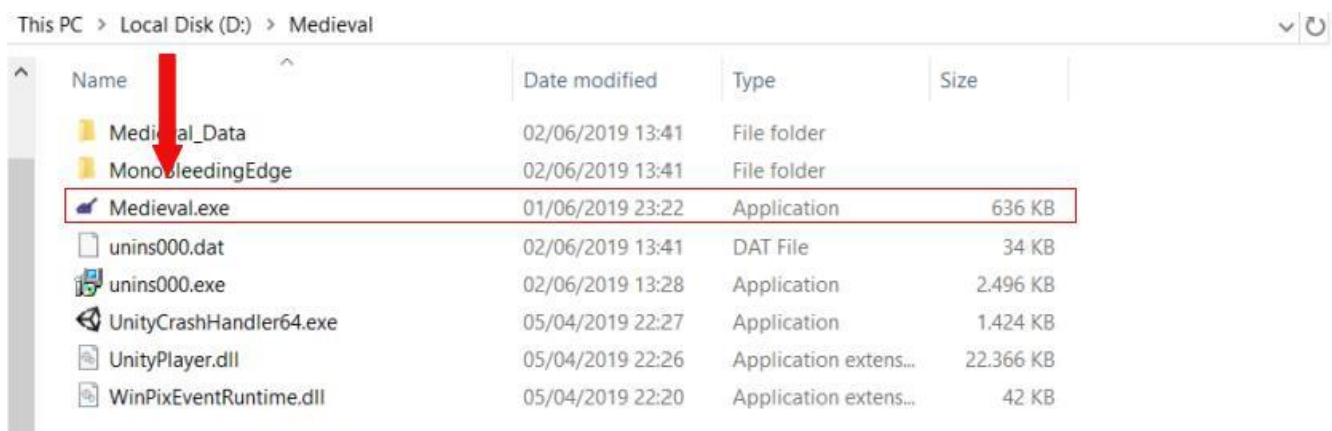 This PC > Local Disk (D:) > Medieval
Name Date modified Type Size
Medieval_Data 02/06/2019 13:41 File folder
MonoBleedingEdge 02/06/2019 13:41 File folder
Medieval.exe 01/06/2019 23:22 Application 636 KB
unins000.dat 02/06/2019 13:41 DAT File 34 KB
unins000.exe 02/06/2019 13:28 Application 2.496 KB
UnityCrashHandler64.exe 05/04/2019 22:27 Application 1.424 KB
UnityPlayer.dll 05/04/2019 22:26 Application extens... 22.366 KB
WinPixEventRuntime.dll 05/04/2019 22:20 Application extens... 42 KB